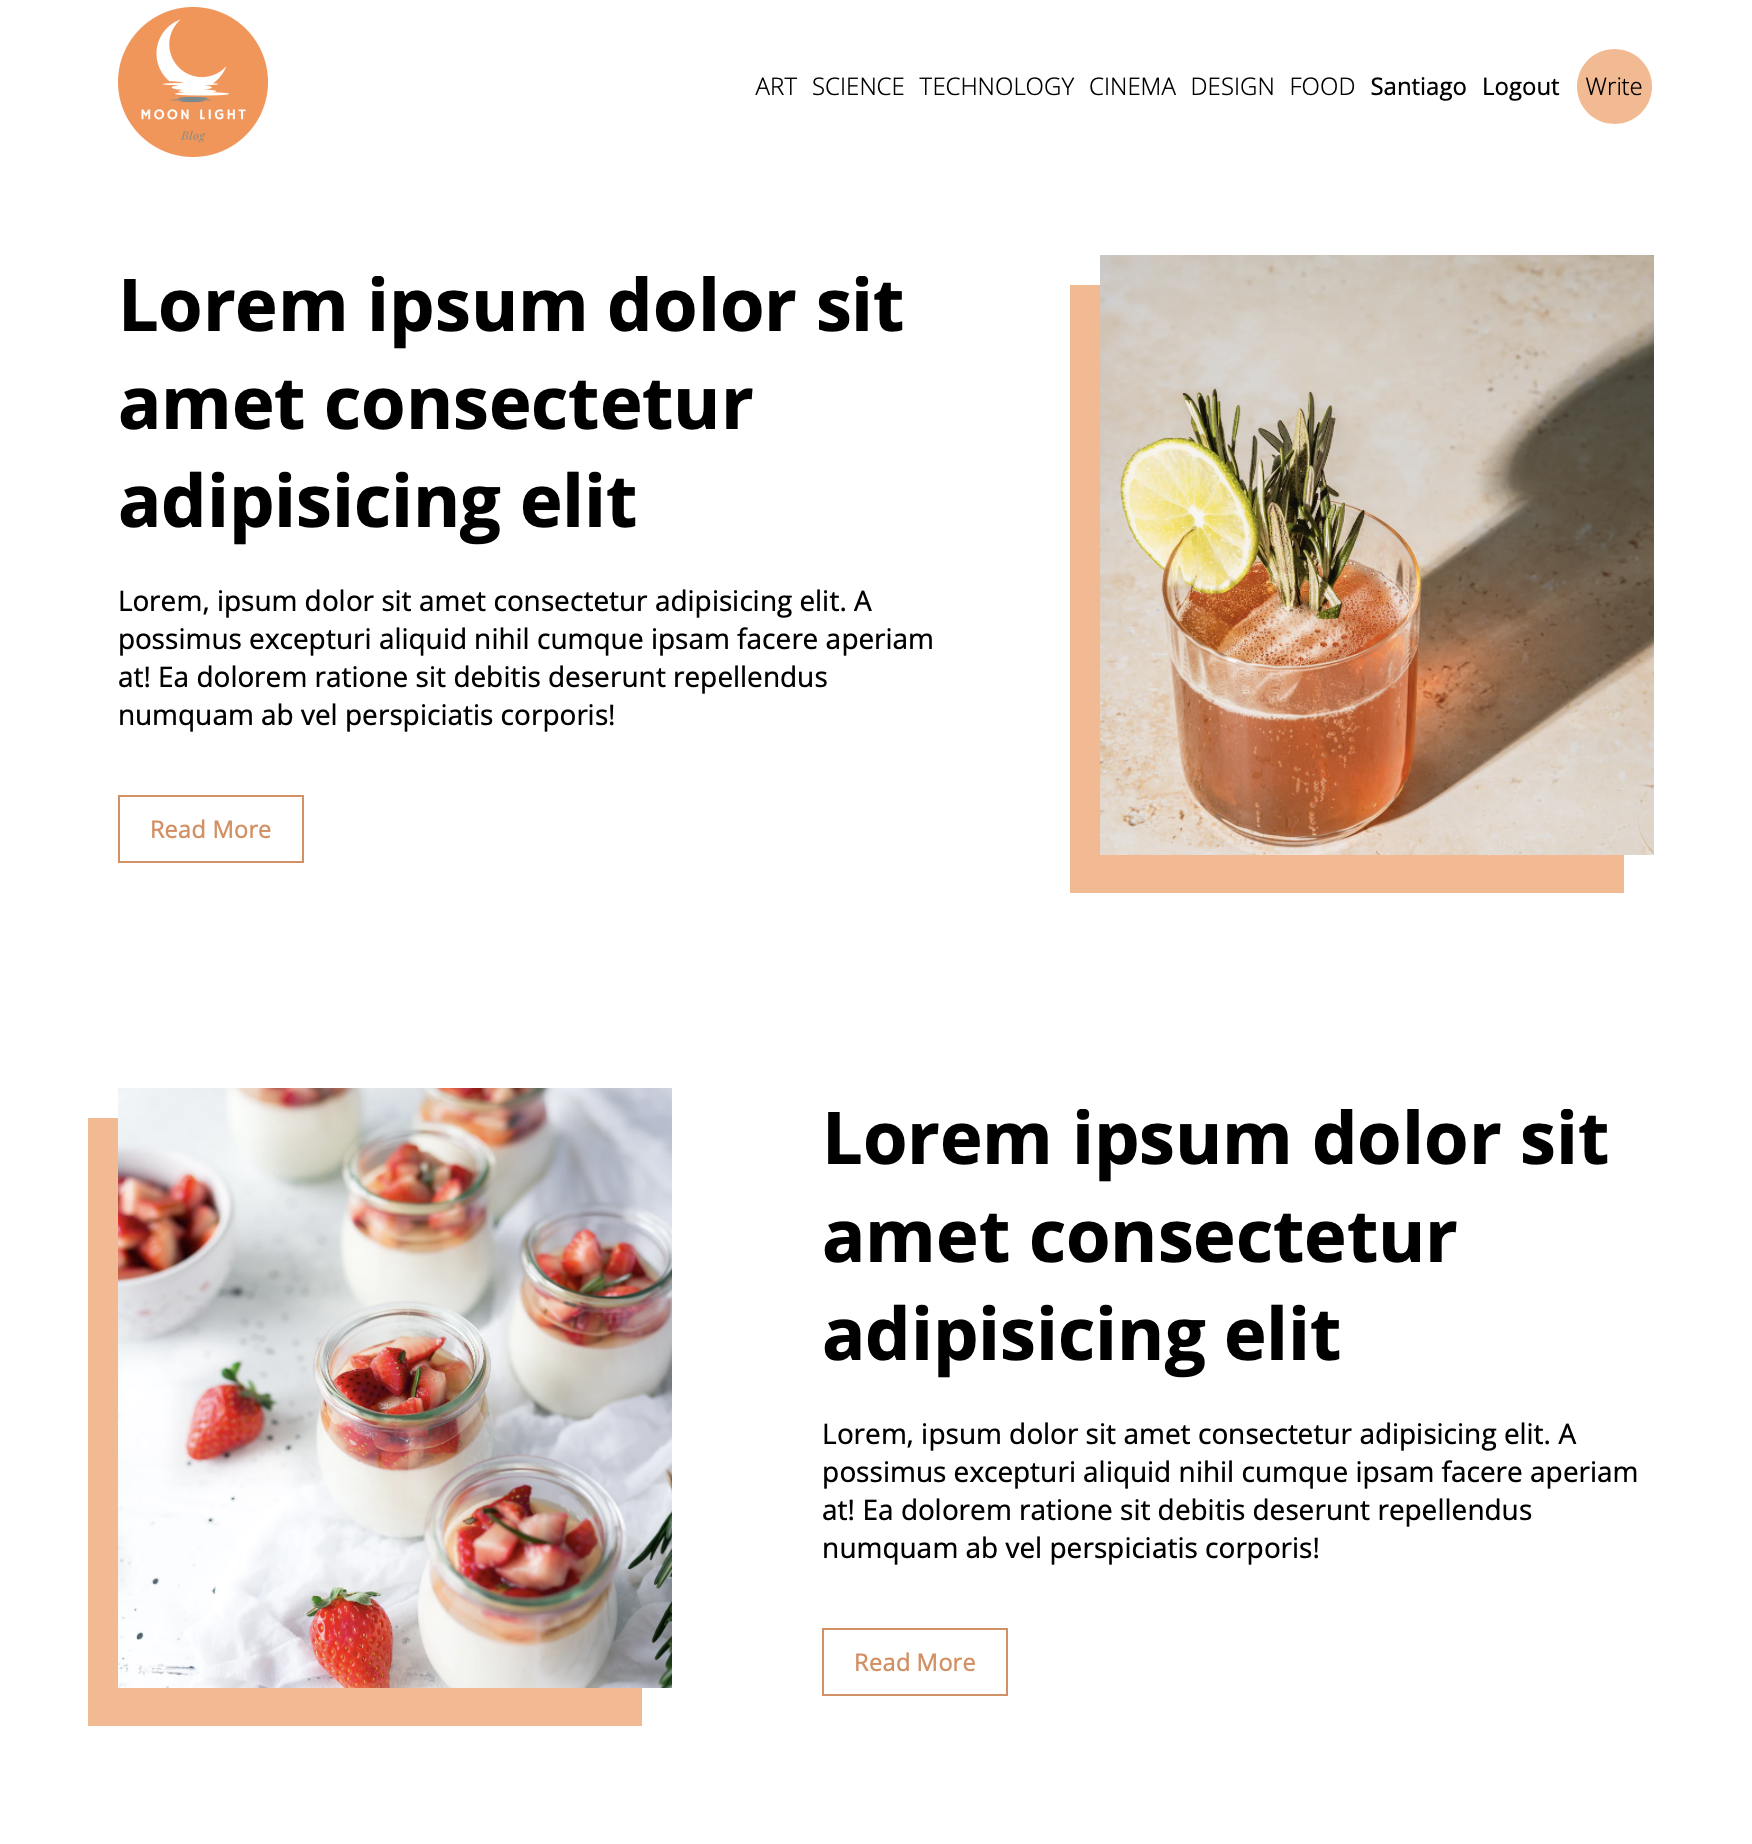 MOON LIGHT
Blog
ART SCIENCE TECHNOLOGY CINEMA DESIGN FOOD Santiago Logout Write
Lorem ipsum dolor sit
amet consectetur
adipisicing elit
Lorem, ipsum dolor sit amet consectetur adipisicing elit. A
possimus excepturi aliquid nihil cumque ipsam facere aperiam
at! Ea dolorem ratione sit debitis deserunt repellendus
numquam ab vel perspiciatis corporis!
Read More
Lorem ipsum dolor sit
amet consectetur
adipisicing elit
Lorem, ipsum dolor sit amet consectetur adipisicing elit. A
possimus excepturi aliquid nihil cumque ipsam facere aperiam
at! Ea dolorem ratione sit debitis deserunt repellendus
numquam ab vel perspiciatis corporis!
Read More